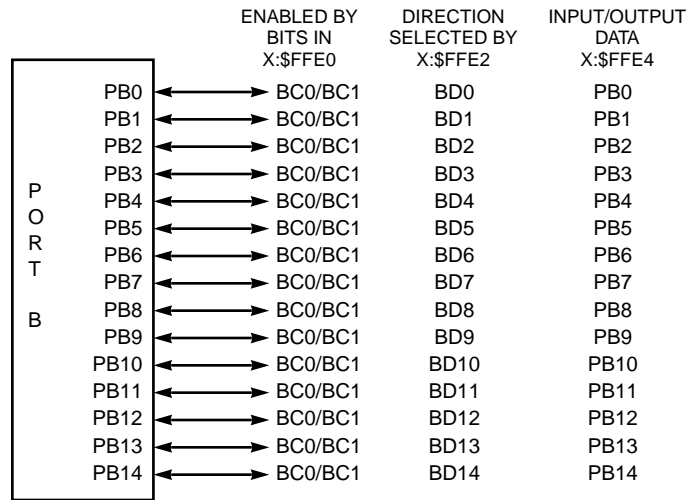 ENABLED BY DIRECTION INPUT/OUTPUT
BITS IN SELECTED BY DATA
X:$FFE0 X:$FFE2 X:$FFE4
PORT B
PB0 BC0/BC1 BD0 PB0
PB1 BC0/BC1 BD1 PB1
PB2 BC0/BC1 BD2 PB2
PB3 BC0/BC1 BD3 PB3
PB4 BC0/BC1 BD4 PB4
PB5 BC0/BC1 BD5 PB5
PB6 BC0/BC1 BD6 PB6
PB7 BC0/BC1 BD7 PB7
PB8 BC0/BC1 BD8 PB8
PB9 BC0/BC1 BD9 PB9
PB10 BC0/BC1 BD10 PB10
PB11 BC0/BC1 BD11 PB11
PB12 BC0/BC1 BD12 PB12
PB13 BC0/BC1 BD13 PB13
PB14 BC0/BC1 BD14 PB14